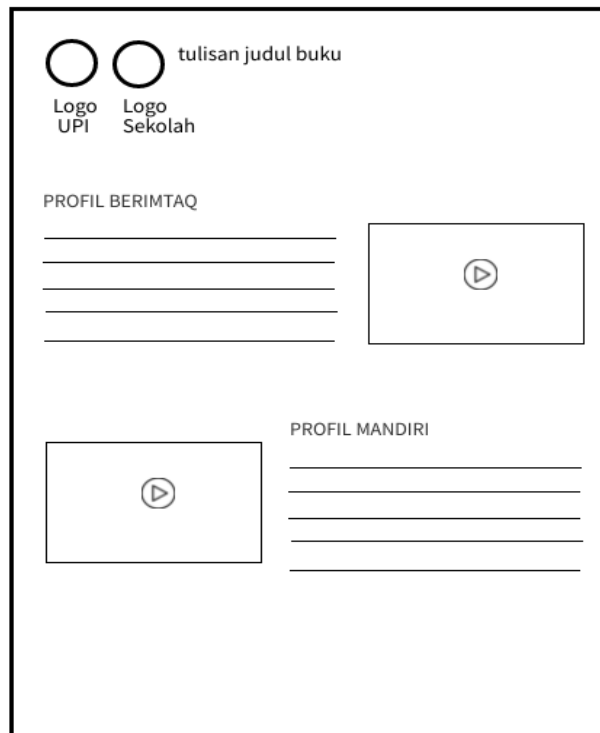 tulisan judul buku
Logo UPI
Logo Sekolah
PROFIL BERIMTAQ
PROFIL MANDIRI